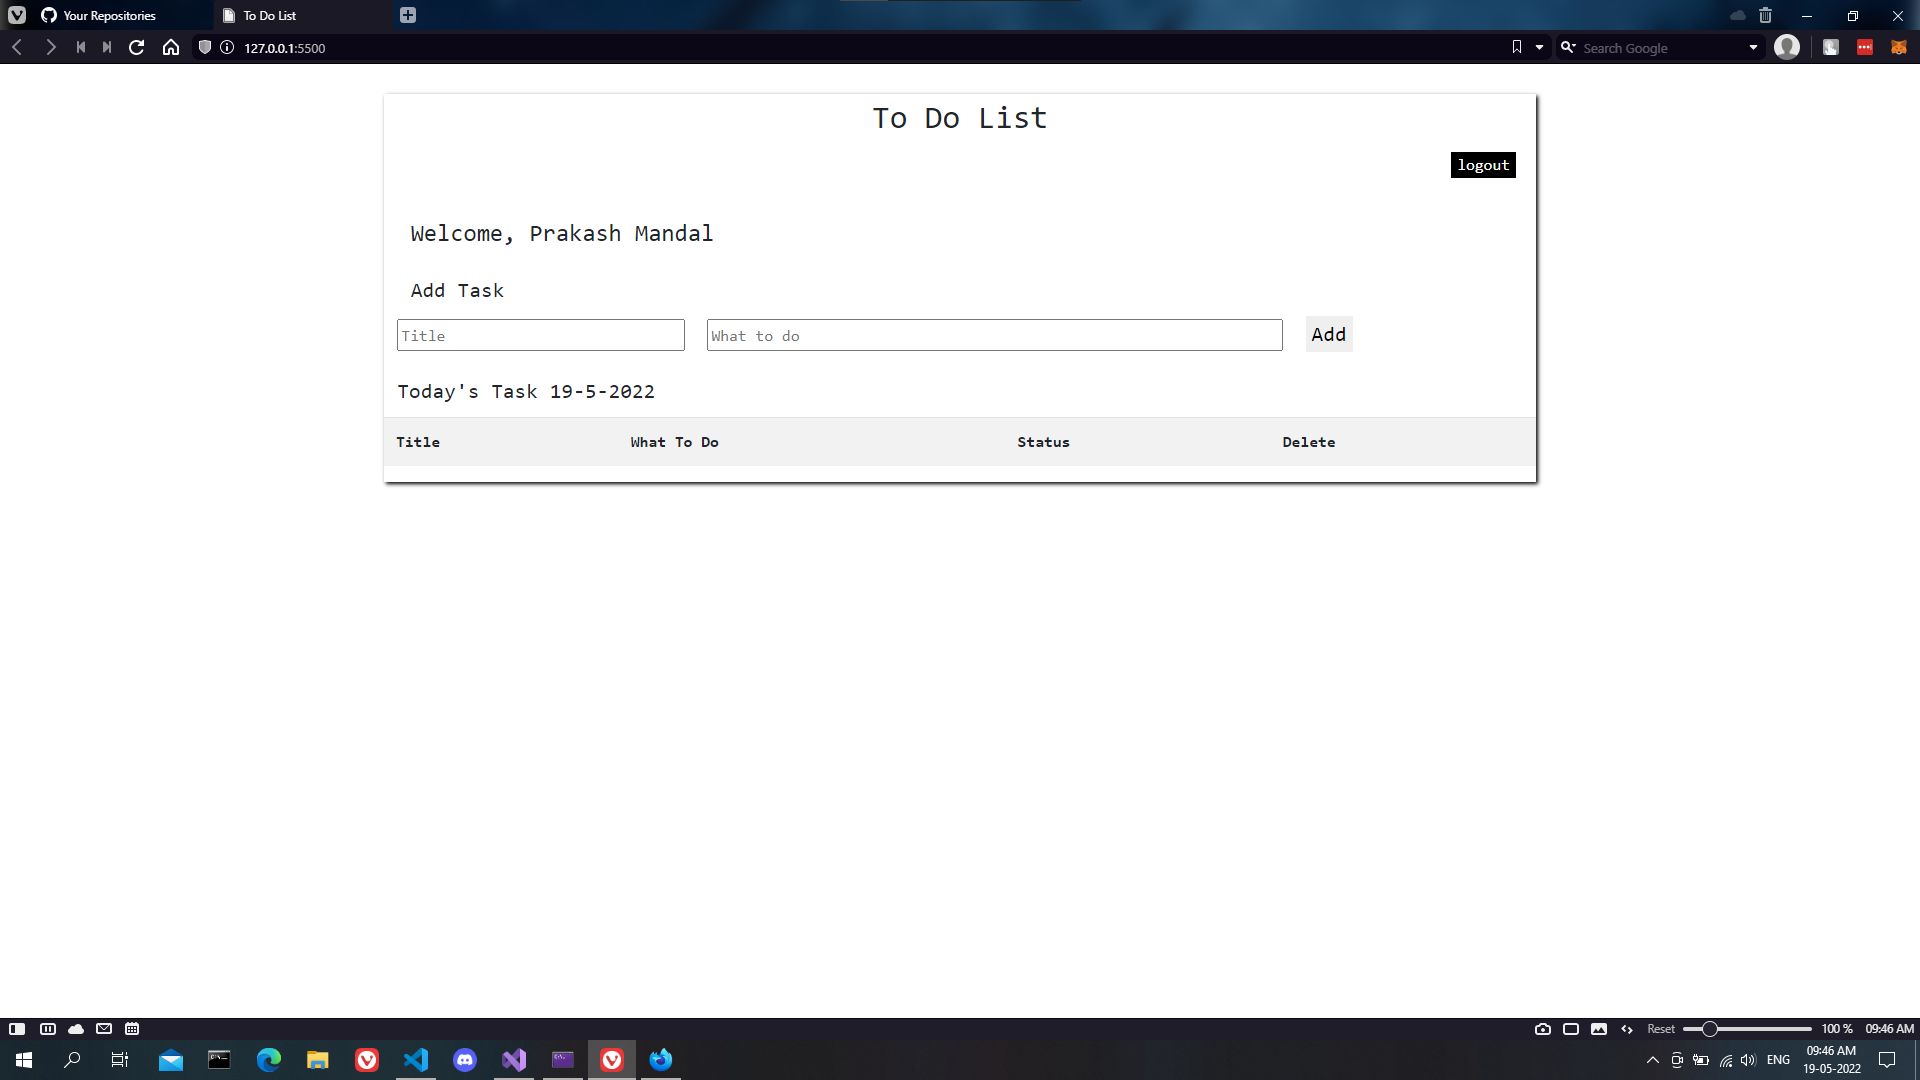 Your Repositories
To Do List
127.0.0.1:5500
Search Google
To Do List
logout
Welcome, Prakash Mandal
Add Task
Title
What to do
Add
Today's Task 19-5-2022
Title What To Do Status Delete
Reset 100 % 09:46 AM
ENG
09:46 AM
19-05-2022